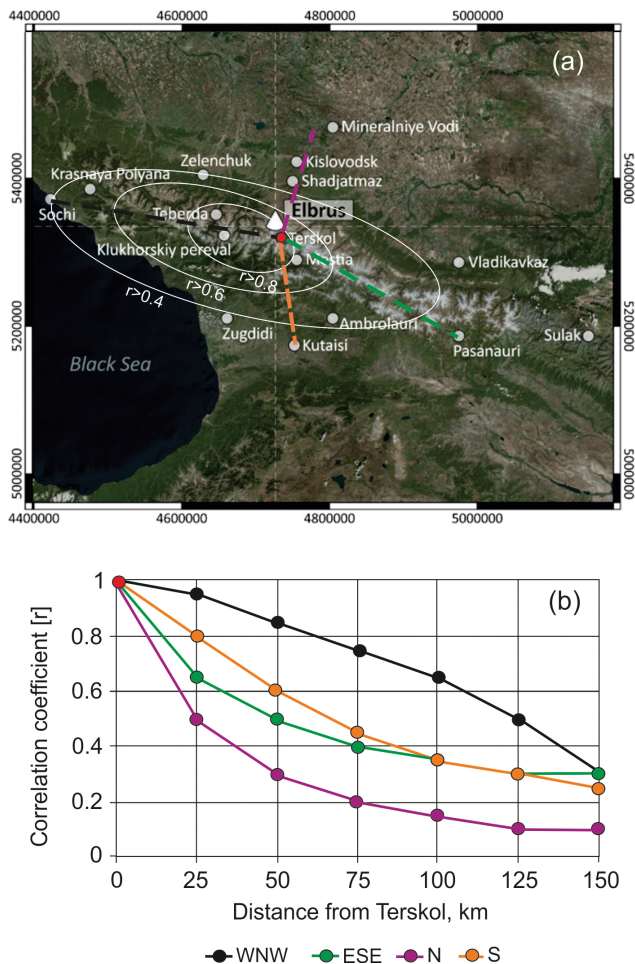 4400000 4600000 4800000 5000000
(a)
Mineralniye Vodi
Zelenchuk
Kislovodsk
Krasnaya Polyana
Shadjatmaz
5400000
5400000
Sochi
Teberda
Elbrus
Klukhorskiy pereval
Terskol
Mestia
Vladikavkaz
r>0.8
r>0.6
r>0.4
Zugdidi
Ambrolauri
5200000
5200000
Kutaisi
Pasanauri
Sulak
Black Sea
5000000
5000000
4400000 4600000 4800000 5000000
(b)
Correlation coefficient [r]
1
0.8
0.6
0.4
0.2
0
0 25 50 75 100 125 150
Distance from Terskol, km
WNW ESE N S